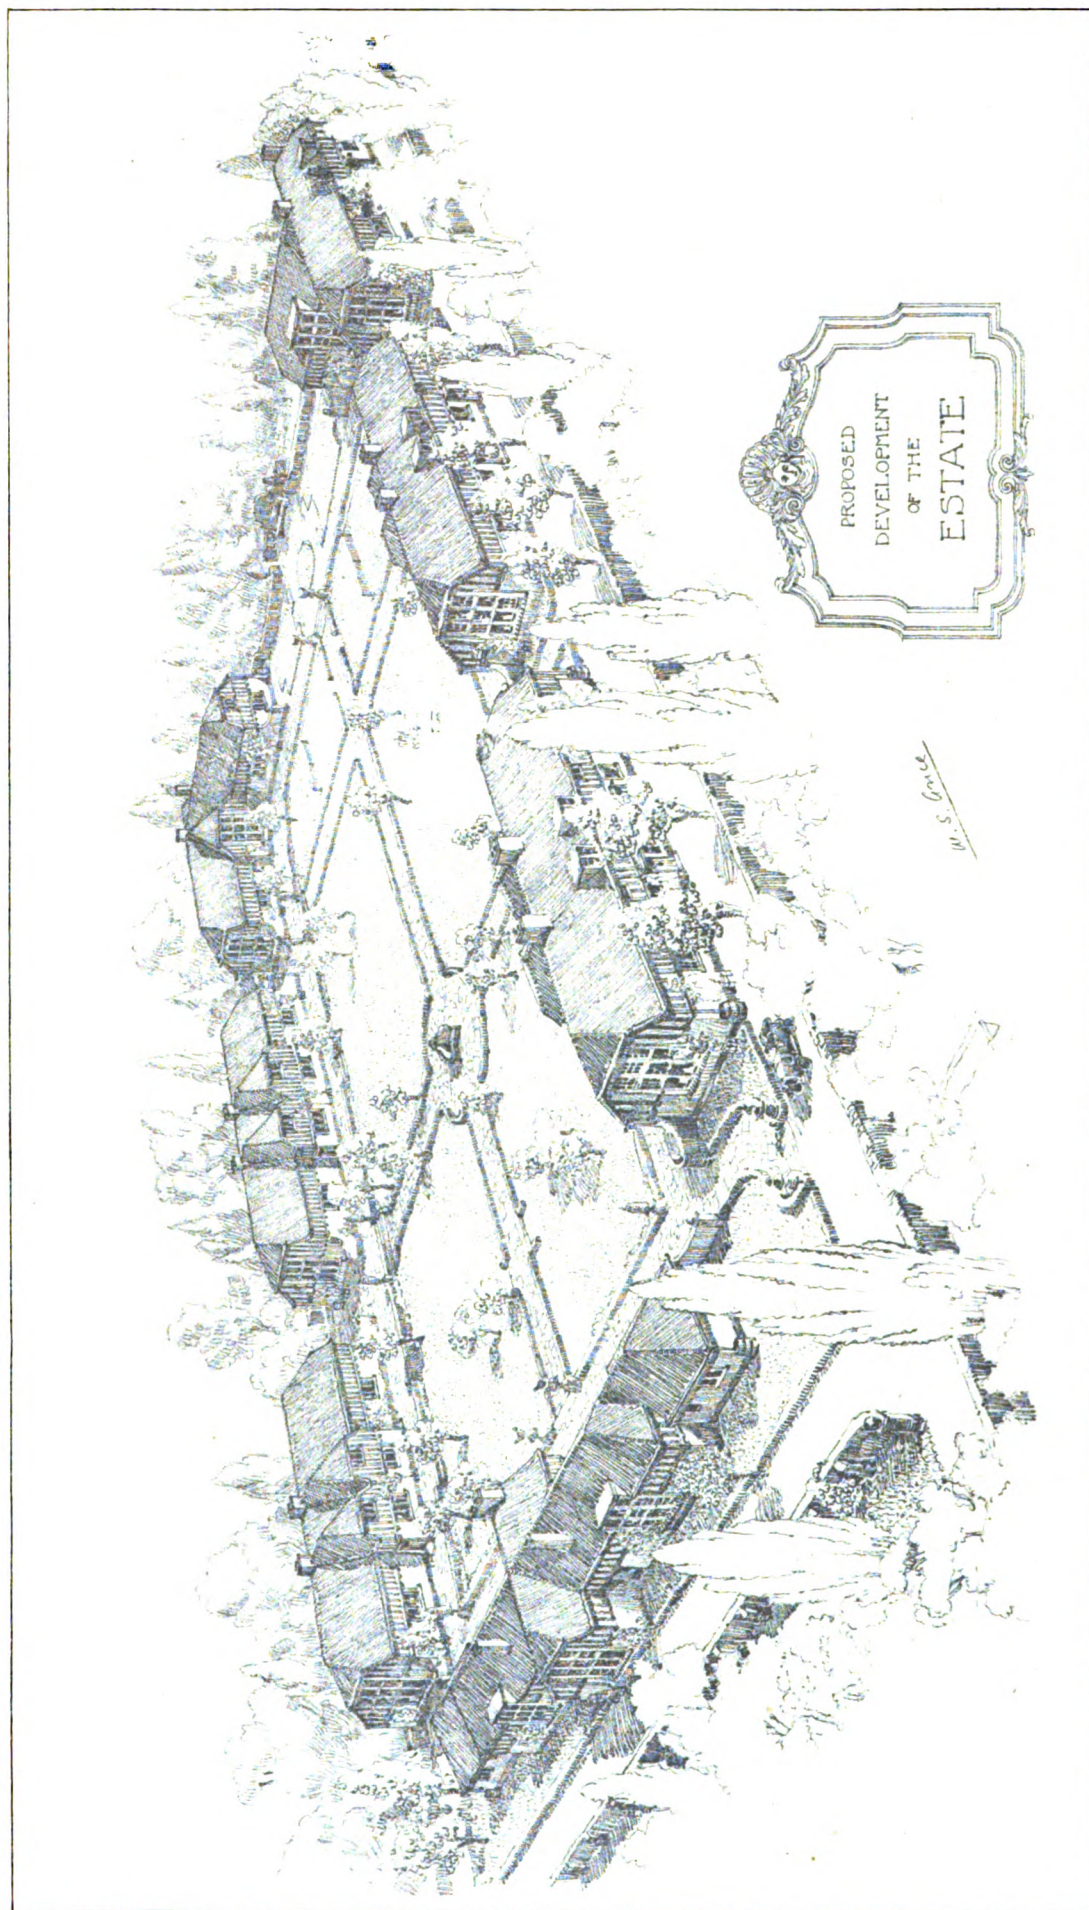 PROPOSED
DEVELOPMENT
OF THE
ESTATE
W. S.